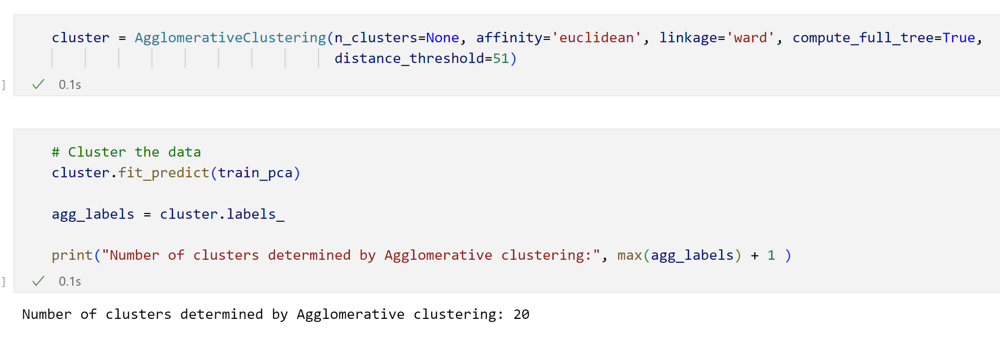 cluster = AgglomerativeClustering(n_clusters=None, affinity='euclidean', linkage='ward', compute_full_tree=True,
distance_threshold=51)
] ✓ 0.1s
# Cluster the data
cluster.fit_predict(train_pca)
agg_labels = cluster.labels_
print("Number of clusters determined by Agglomerative clustering:", max(agg_labels) + 1 )
] ✓ 0.1s
Number of clusters determined by Agglomerative clustering: 20